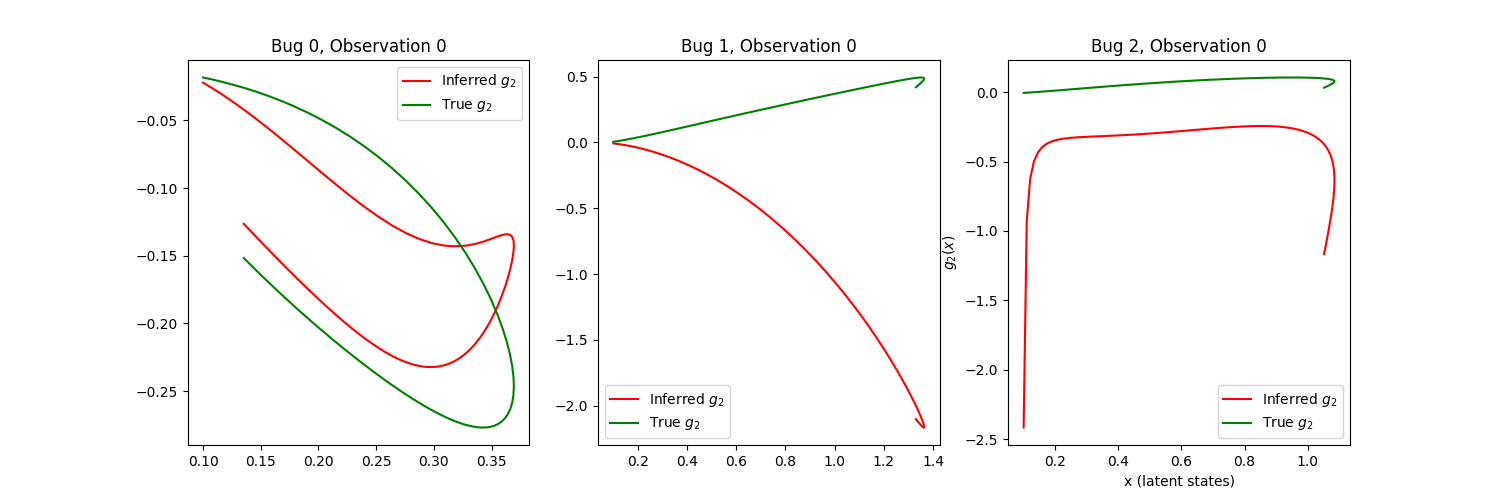 Bug 0, Observation 0
Inferred g₂
True g₂
−0.05
−0.10
−0.15
−0.20
−0.25
0.10 0.15 0.20 0.25 0.30 0.35
Bug 1, Observation 0
0.5
0.0
−0.5
−1.0
−1.5
−2.0
Inferred g₂
True g₂
0.2 0.4 0.6 0.8 1.0 1.2 1.4
Bug 2, Observation 0
g₂(x)
0.0
−0.5
−1.0
−1.5
−2.0
−2.5
Inferred g₂
True g₂
0.2 0.4 0.6 0.8 1.0
x (latent states)